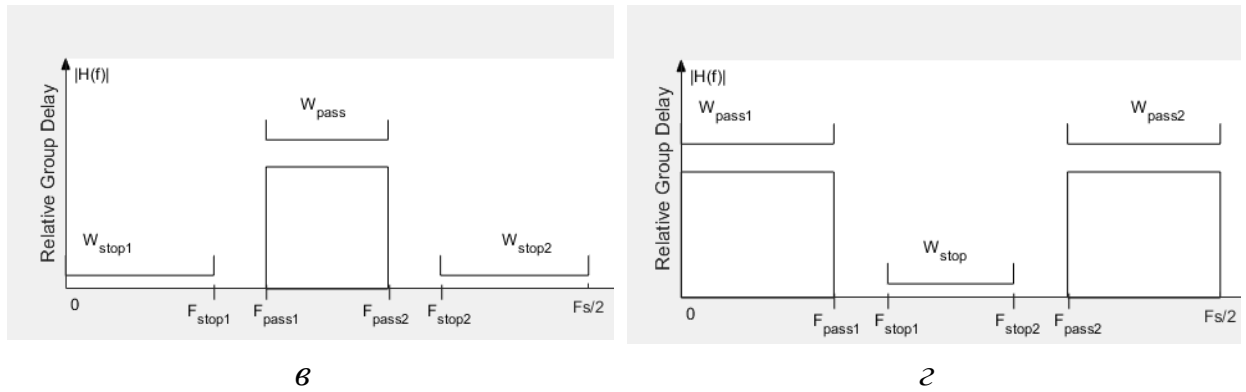 |H(f)|
Relative Group Delay
W_pass
W_stop1
W_stop2
0
F_stop1 F_pass1 F_pass2 F_stop2 Fs/2
в
|H(f)|
Relative Group Delay
W_pass1
W_pass2
W_stop
0
F_pass1 F_stop1 F_stop2 F_pass2 Fs/2
г